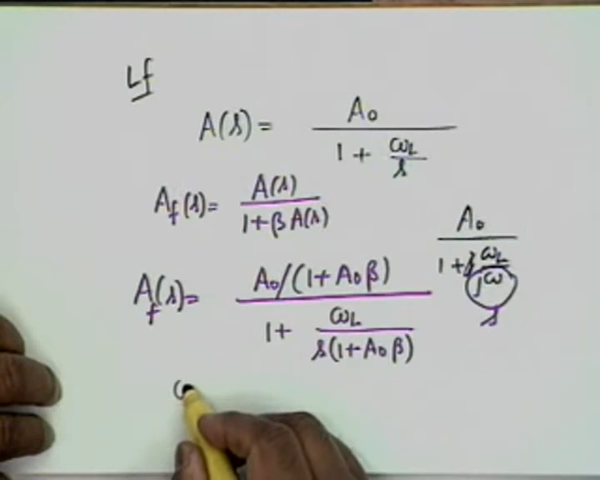 Lf
A(s) = A₀ / (1 + ω_L/s)
A_f(s) = A(s) / (1+βA(s))
A₀ / (1 + ω_L/jω) s
A_f(s) = A₀/(1+A₀β) / (1 + ω_L / s(1+A₀β))